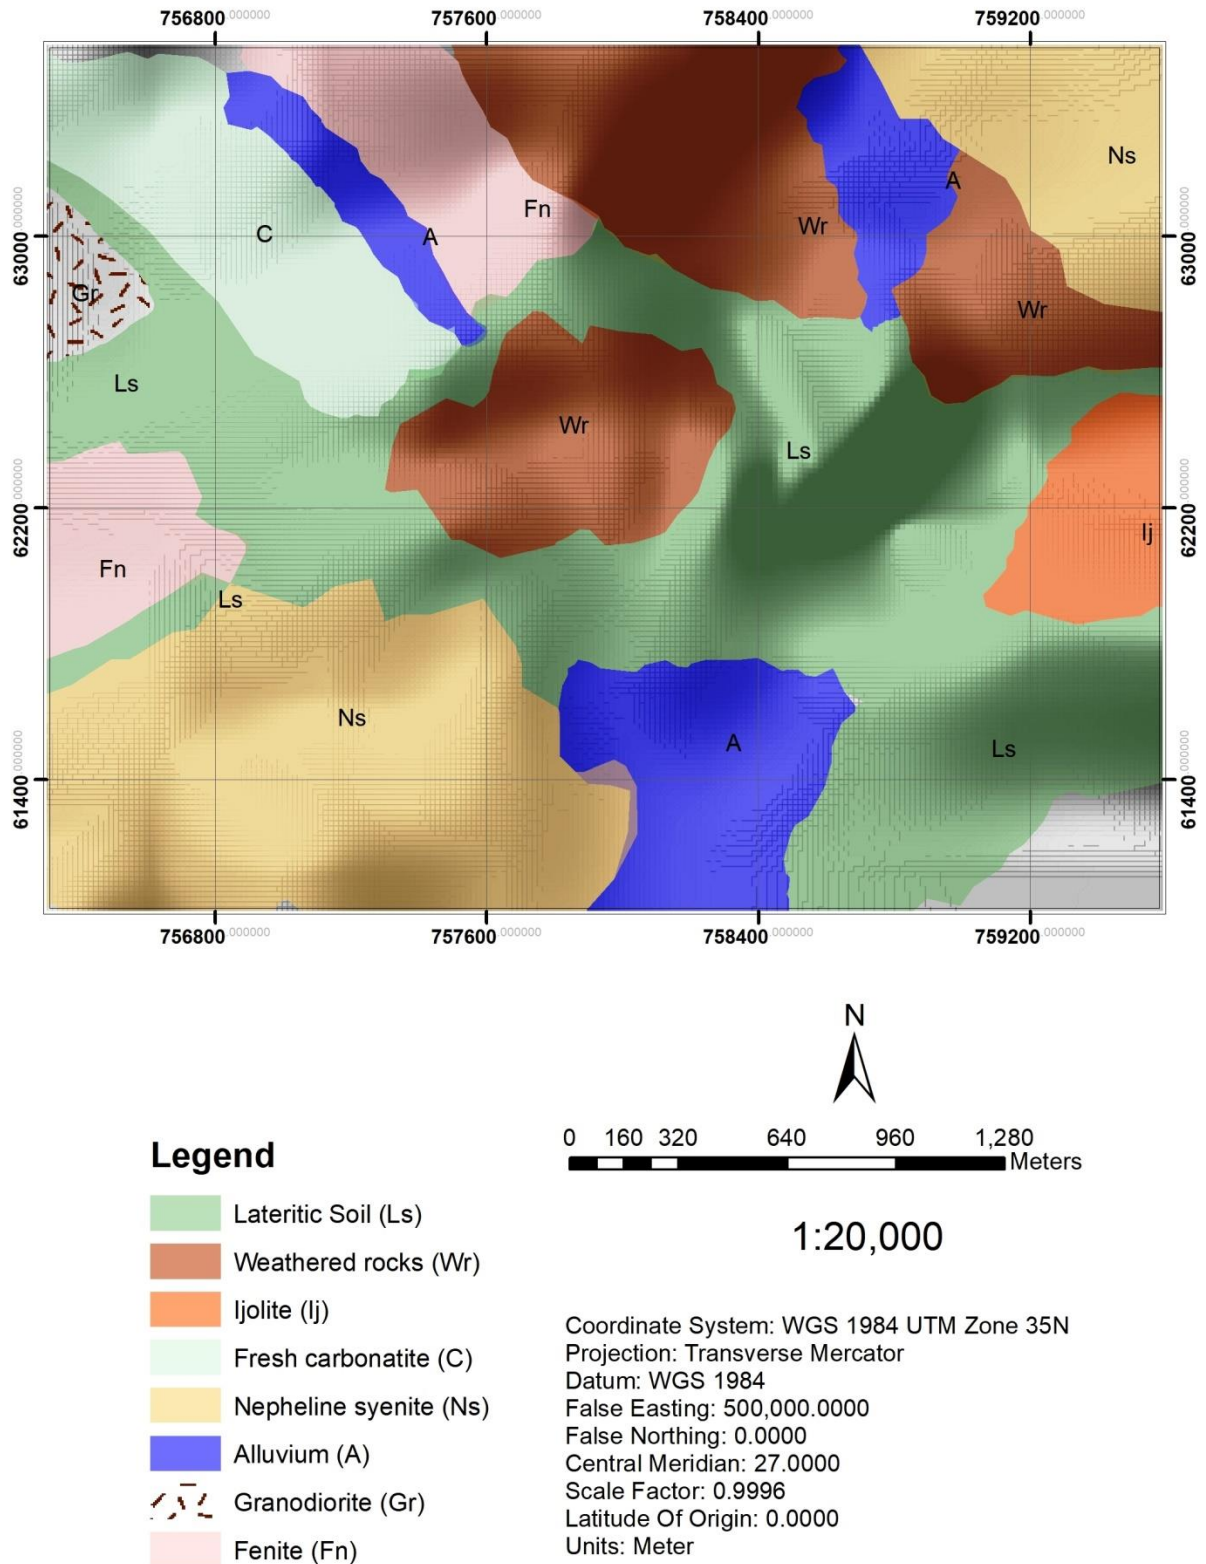 756800.000000 757600.000000 758400.000000 759200.000000
63000.000000 63000.000000
62200.000000 62200.000000
61400.000000 61400.000000
Ns
A
Fn
Wr
C
A
Gr
Wr
Ls
Wr
Ls
Ij
Fn
Ls
Ns
A
Ls
756800.000000 757600.000000 758400.000000 759200.000000
N
0 160 320 640 960 1,280
Meters
1:20,000
Legend
Lateritic Soil (Ls)
Weathered rocks (Wr)
Ijolite (Ij)
Fresh carbonatite (C)
Nepheline syenite (Ns)
Alluvium (A)
Granodiorite (Gr)
Fenite (Fn)
Coordinate System: WGS 1984 UTM Zone 35N
Projection: Transverse Mercator
Datum: WGS 1984
False Easting: 500,000.0000
False Northing: 0.0000
Central Meridian: 27.0000
Scale Factor: 0.9996
Latitude Of Origin: 0.0000
Units: Meter